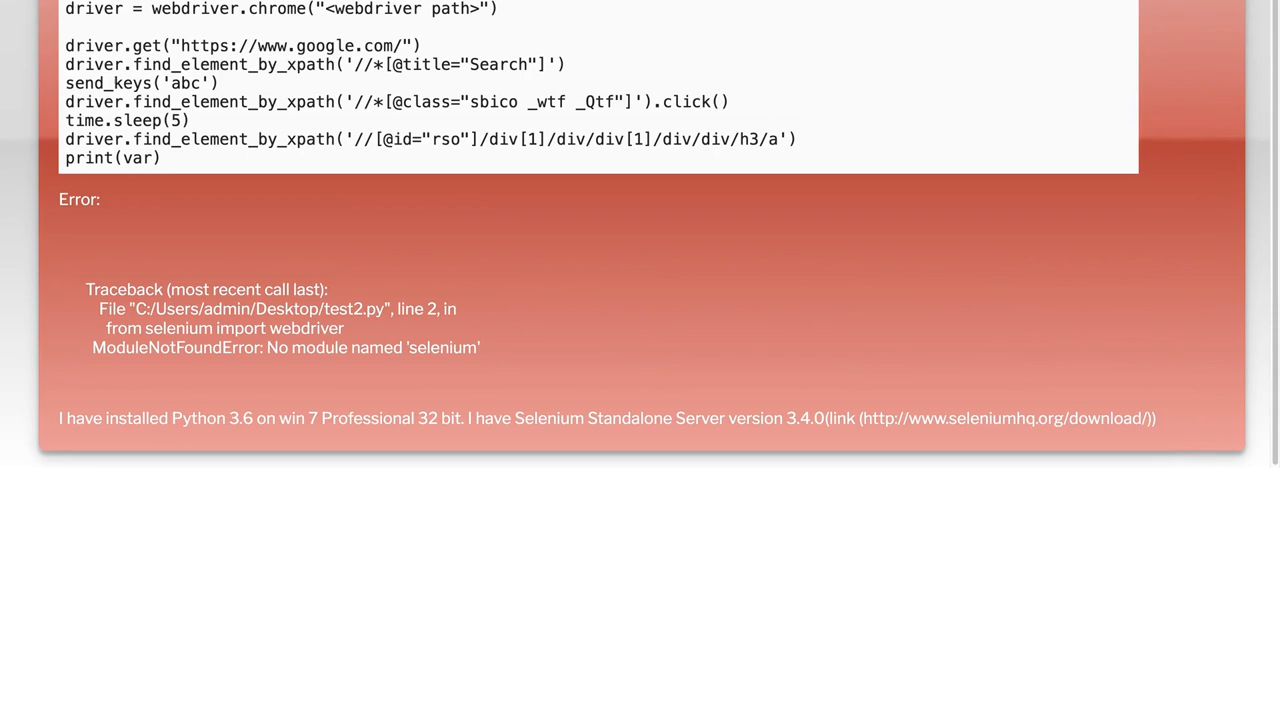 driver = webdriver.chrome("<webdriver path>")
driver.get("https://www.google.com/")
driver.find_element_by_xpath('//*[@title="Search"]')
send_keys('abc')
driver.find_element_by_xpath('//*[@class="sbico _wtf _Qtf"]').click()
time.sleep(5)
driver.find_element_by_xpath('//[@id="rso"]/div[1]/div/div[1]/div/div/h3/a')
print(var)
Error:
Traceback (most recent call last):
File "C:/Users/admin/Desktop/test2.py", line 2, in
from selenium import webdriver
ModuleNotFoundError: No module named 'selenium'
I have installed Python 3.6 on win 7 Professional 32 bit. I have Selenium Standalone Server version 3.4.0(link (http://www.seleniumhq.org/download/))